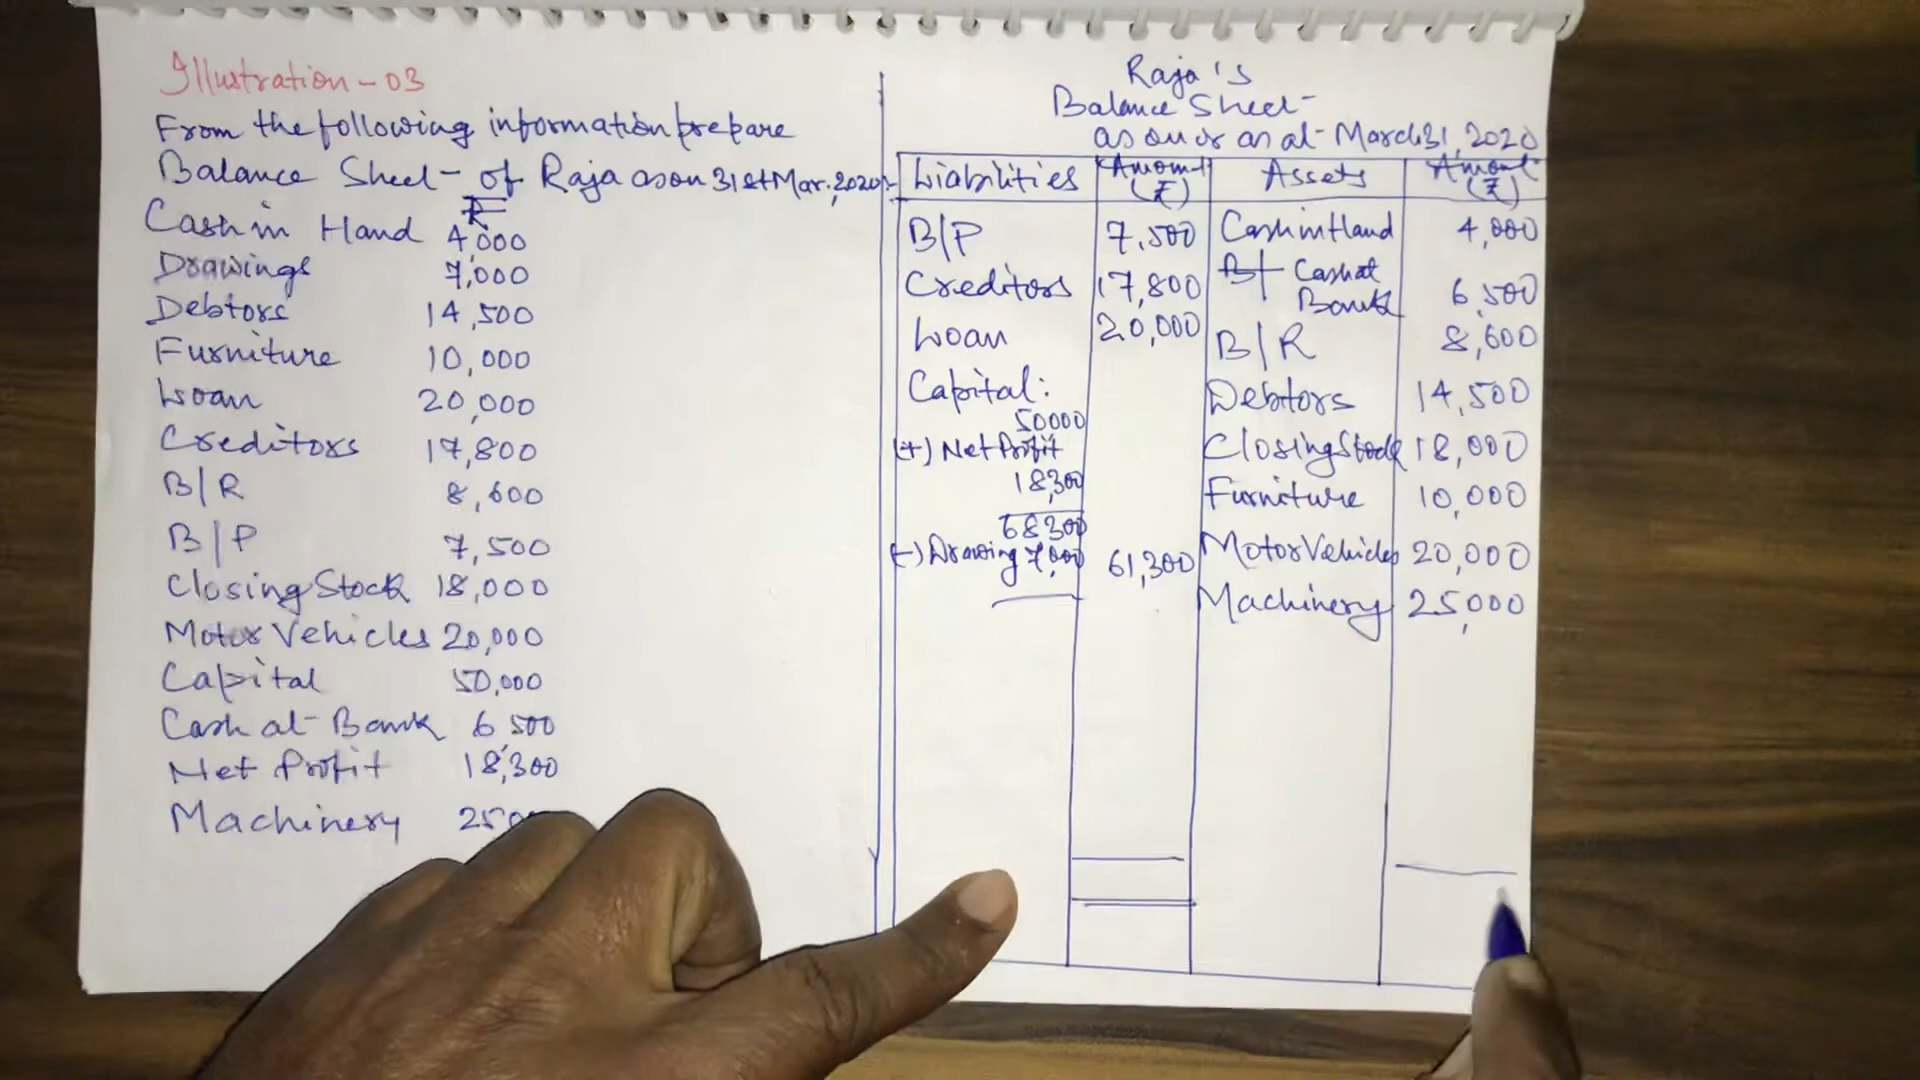 Illustration - 03
From the following information prepare
Balance Sheet of Raja as on 31st Mar, 2020:-
₹
Cash in Hand 4,000
Drawings 7,000
Debtors 14,500
Furniture 10,000
Loan 20,000
Creditors 17,800
B/R 8,600
B/P 7,500
Closing Stock 18,000
Motor Vehicles 20,000
Capital 50,000
Cash at Bank 6,500
Net Profit 18,300
Machinery
Raja's
Balance Sheet
as on or as at March 31, 2020
Liabilities Amount (₹) Assets Amount (₹)
B/P 7,500 Cash in Hand 4,000
Creditors 17,800 Cash at
Bank 6,500
Loan 20,000 B/R 8,600
Capital: Debtors 14,500
50000
(+) Net Profit Closing Stock 18,000
18,300 Furniture 10,000
68300
(-) Drawing 7,000 61,300 Motor Vehicles 20,000
Machinery 25,000